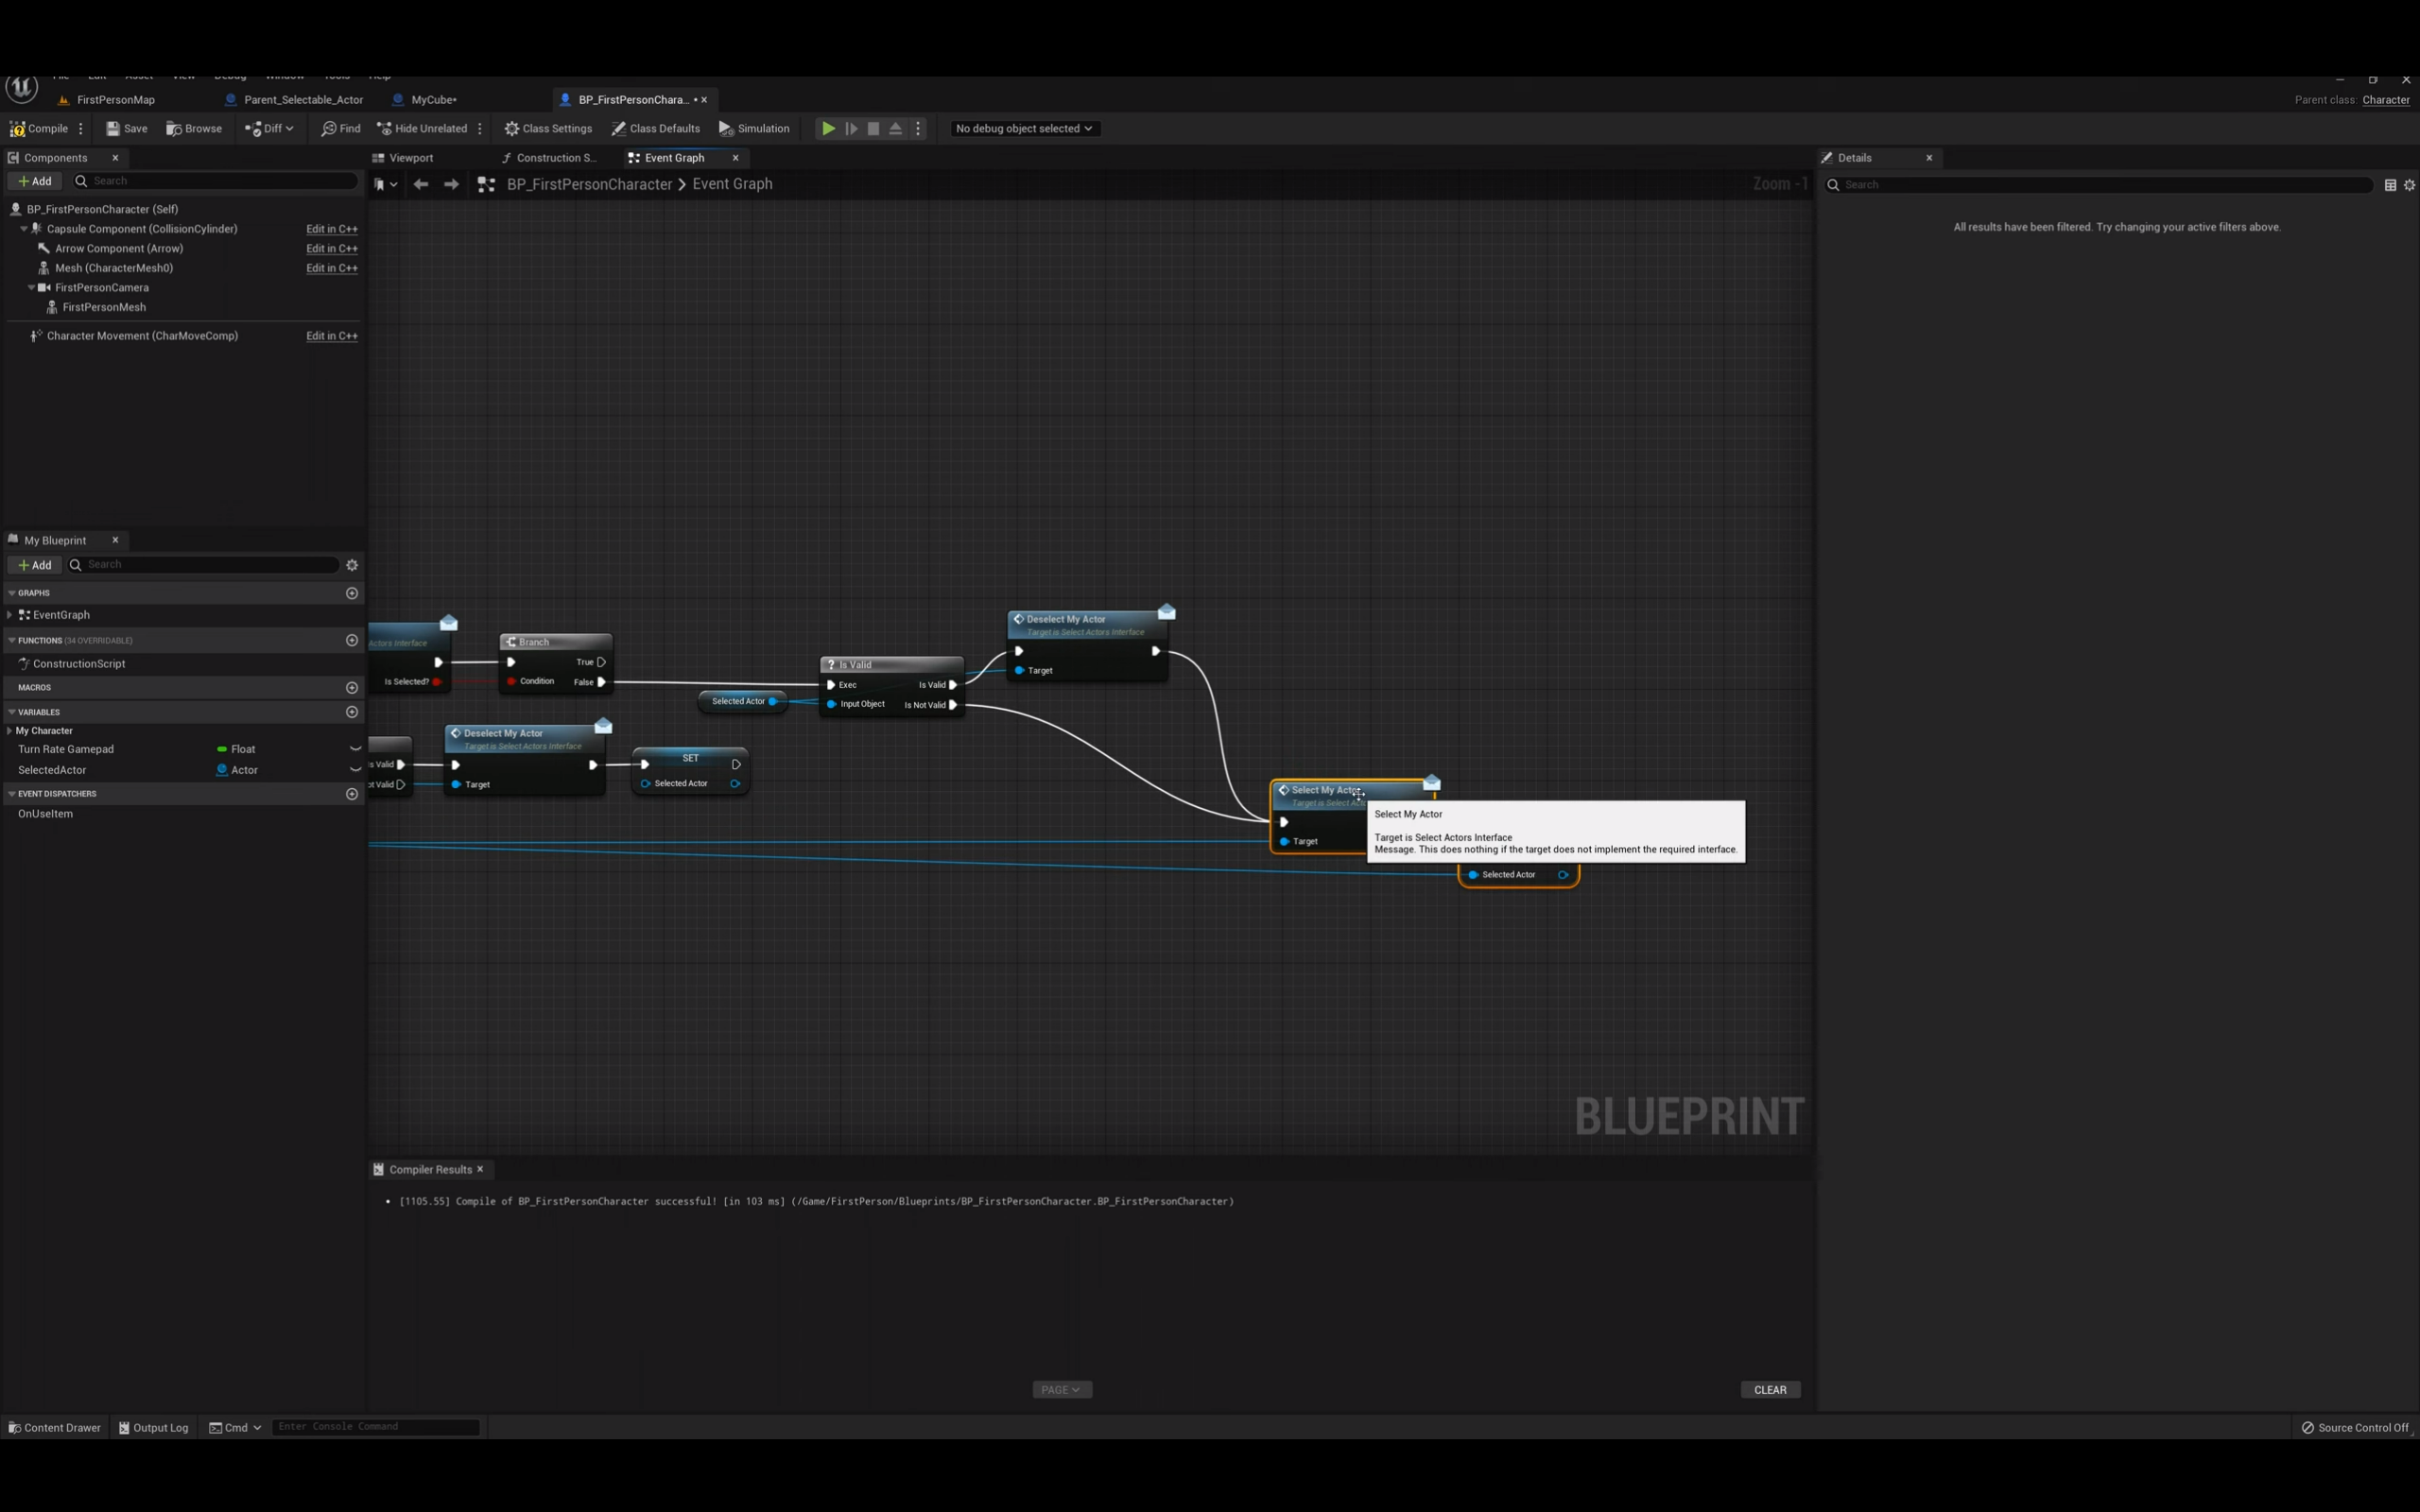 File Edit Asset View Debug Window Tools Help
FirstPersonMap Parent_Selectable_Actor MyCube• BP_FirstPersonChara... •
Parent class: Character
Compile Save Browse Diff Find Hide Unrelated Class Settings Class Defaults Simulation No debug object selected
Components
Add Search
BP_FirstPersonCharacter (Self)
Capsule Component (CollisionCylinder) Edit in C++
Arrow Component (Arrow) Edit in C++
Mesh (CharacterMesh0) Edit in C++
FirstPersonCamera
FirstPersonMesh
Character Movement (CharMoveComp) Edit in C++
My Blueprint
Add Search
GRAPHS
EventGraph
FUNCTIONS (34 OVERRIDABLE)
ConstructionScript
MACROS
VARIABLES
My Character
Turn Rate Gamepad Float
SelectedActor Actor
EVENT DISPATCHERS
OnUseItem
Viewport Construction S... Event Graph
BP_FirstPersonCharacter > Event Graph
Zoom -1
Actors Interface
Is Selected?
Branch
True
Condition False
Selected Actor
? Is Valid
Exec Is Valid
Input Object Is Not Valid
Deselect My Actor
Target is Select Actors Interface
Target
Is Valid
ot Valid
Deselect My Actor
Target is Select Actors Interface
Target
SET
Selected Actor
Select My Actor
Target is Select Act
Target
Select My Actor
Target is Select Actors Interface
Message. This does nothing if the target does not implement the required interface.
Selected Actor
BLUEPRINT
Compiler Results
• [1105.55] Compile of BP_FirstPersonCharacter successful! [in 103 ms] (/Game/FirstPerson/Blueprints/BP_FirstPersonCharacter.BP_FirstPersonCharacter)
PAGE
CLEAR
Details
Search
All results have been filtered. Try changing your active filters above.
Content Drawer Output Log Cmd Enter Console Command
Source Control Off